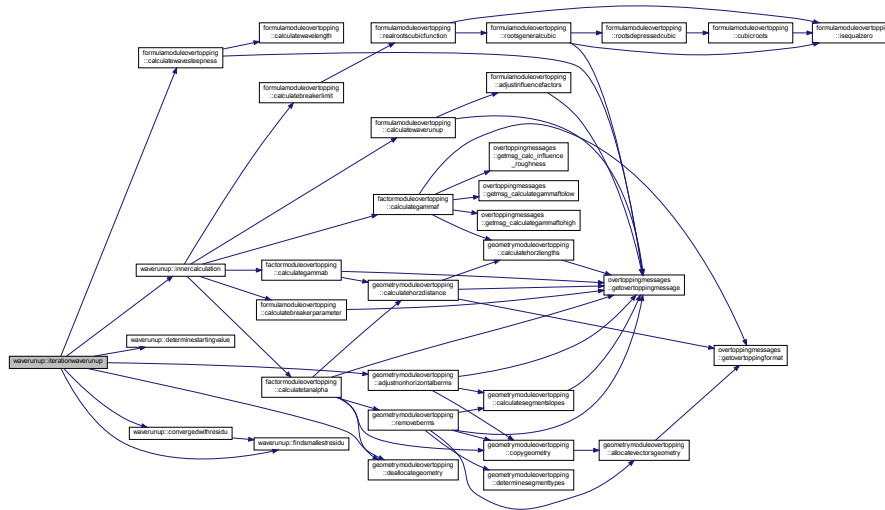 formulamoduleovertopping
::calculatewavelength
formulamoduleovertopping
::calculatewavesteepness
formulamoduleovertopping
::realrootscubicfunction
formulamoduleovertopping
::rootsgeneralcubic
formulamoduleovertopping
::rootsdepressedcubic
formulamoduleovertopping
::cubicroots
formulamoduleovertopping
::isequalzero
formulamoduleovertopping
::calculatebreakerlimit
formulamoduleovertopping
::adjustinfluencefactors
formulamoduleovertopping
::calculatewaverunup
overtoppingmessages
::getmsg_calc_influence
_roughness
overtoppingmessages
::getmsg_calculategammaftolow
factormoduleovertopping
::calculategammaf
overtoppingmessages
::getmsg_calculategammaftohigh
geometrymoduleovertopping
::calculatehorzlengths
waverunup::innercalculation
factormoduleovertopping
::calculategammab
geometrymoduleovertopping
::calculatehorzdistance
overtoppingmessages
::getovertoppingmessage
formulamoduleovertopping
::calculatebreakerparameter
waverunup::determinestartingvalue
overtoppingmessages
::getovertoppingformat
waverunup::iterationwaverunup
factormoduleovertopping
::calculatetanalpha
geometrymoduleovertopping
::adjustnonhorizontalberms
geometrymoduleovertopping
::calculatesegmentslopes
geometrymoduleovertopping
::removeberms
waverunup::convergedwithresidu
waverunup::findsmallestresidu
geometrymoduleovertopping
::copygeometry
geometrymoduleovertopping
::allocatevectorsgeometry
geometrymoduleovertopping
::deallocategeometry
geometrymoduleovertopping
::determinesegmenttypes